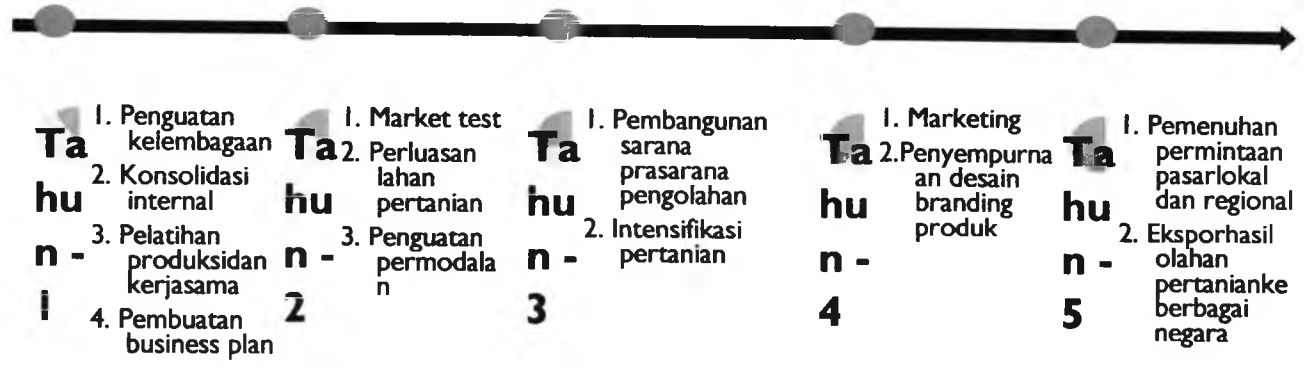 Ta
hu
n -
1
1. Penguatan
kelembagaan
2. Konsolidasi
internal
3. Pelatihan
produksidan
kerjasama
4. Pembuatan
business plan
Ta
hu
n -
2
1. Market test
2. Perluasan
lahan
pertanian
3. Penguatan
permodala
n
Ta
hu
n -
3
1. Pembangunan
sarana
prasarana
pengolahan
2. Intensifikasi
pertanian
Ta
hu
n -
4
1. Marketing
2.Penyempurna
an desain
branding
produk
Ta
hu
n -
5
1. Pemenuhan
permintaan
pasarlokal
dan regional
2. Eksporhasil
olahan
pertanianke
berbagai
negara